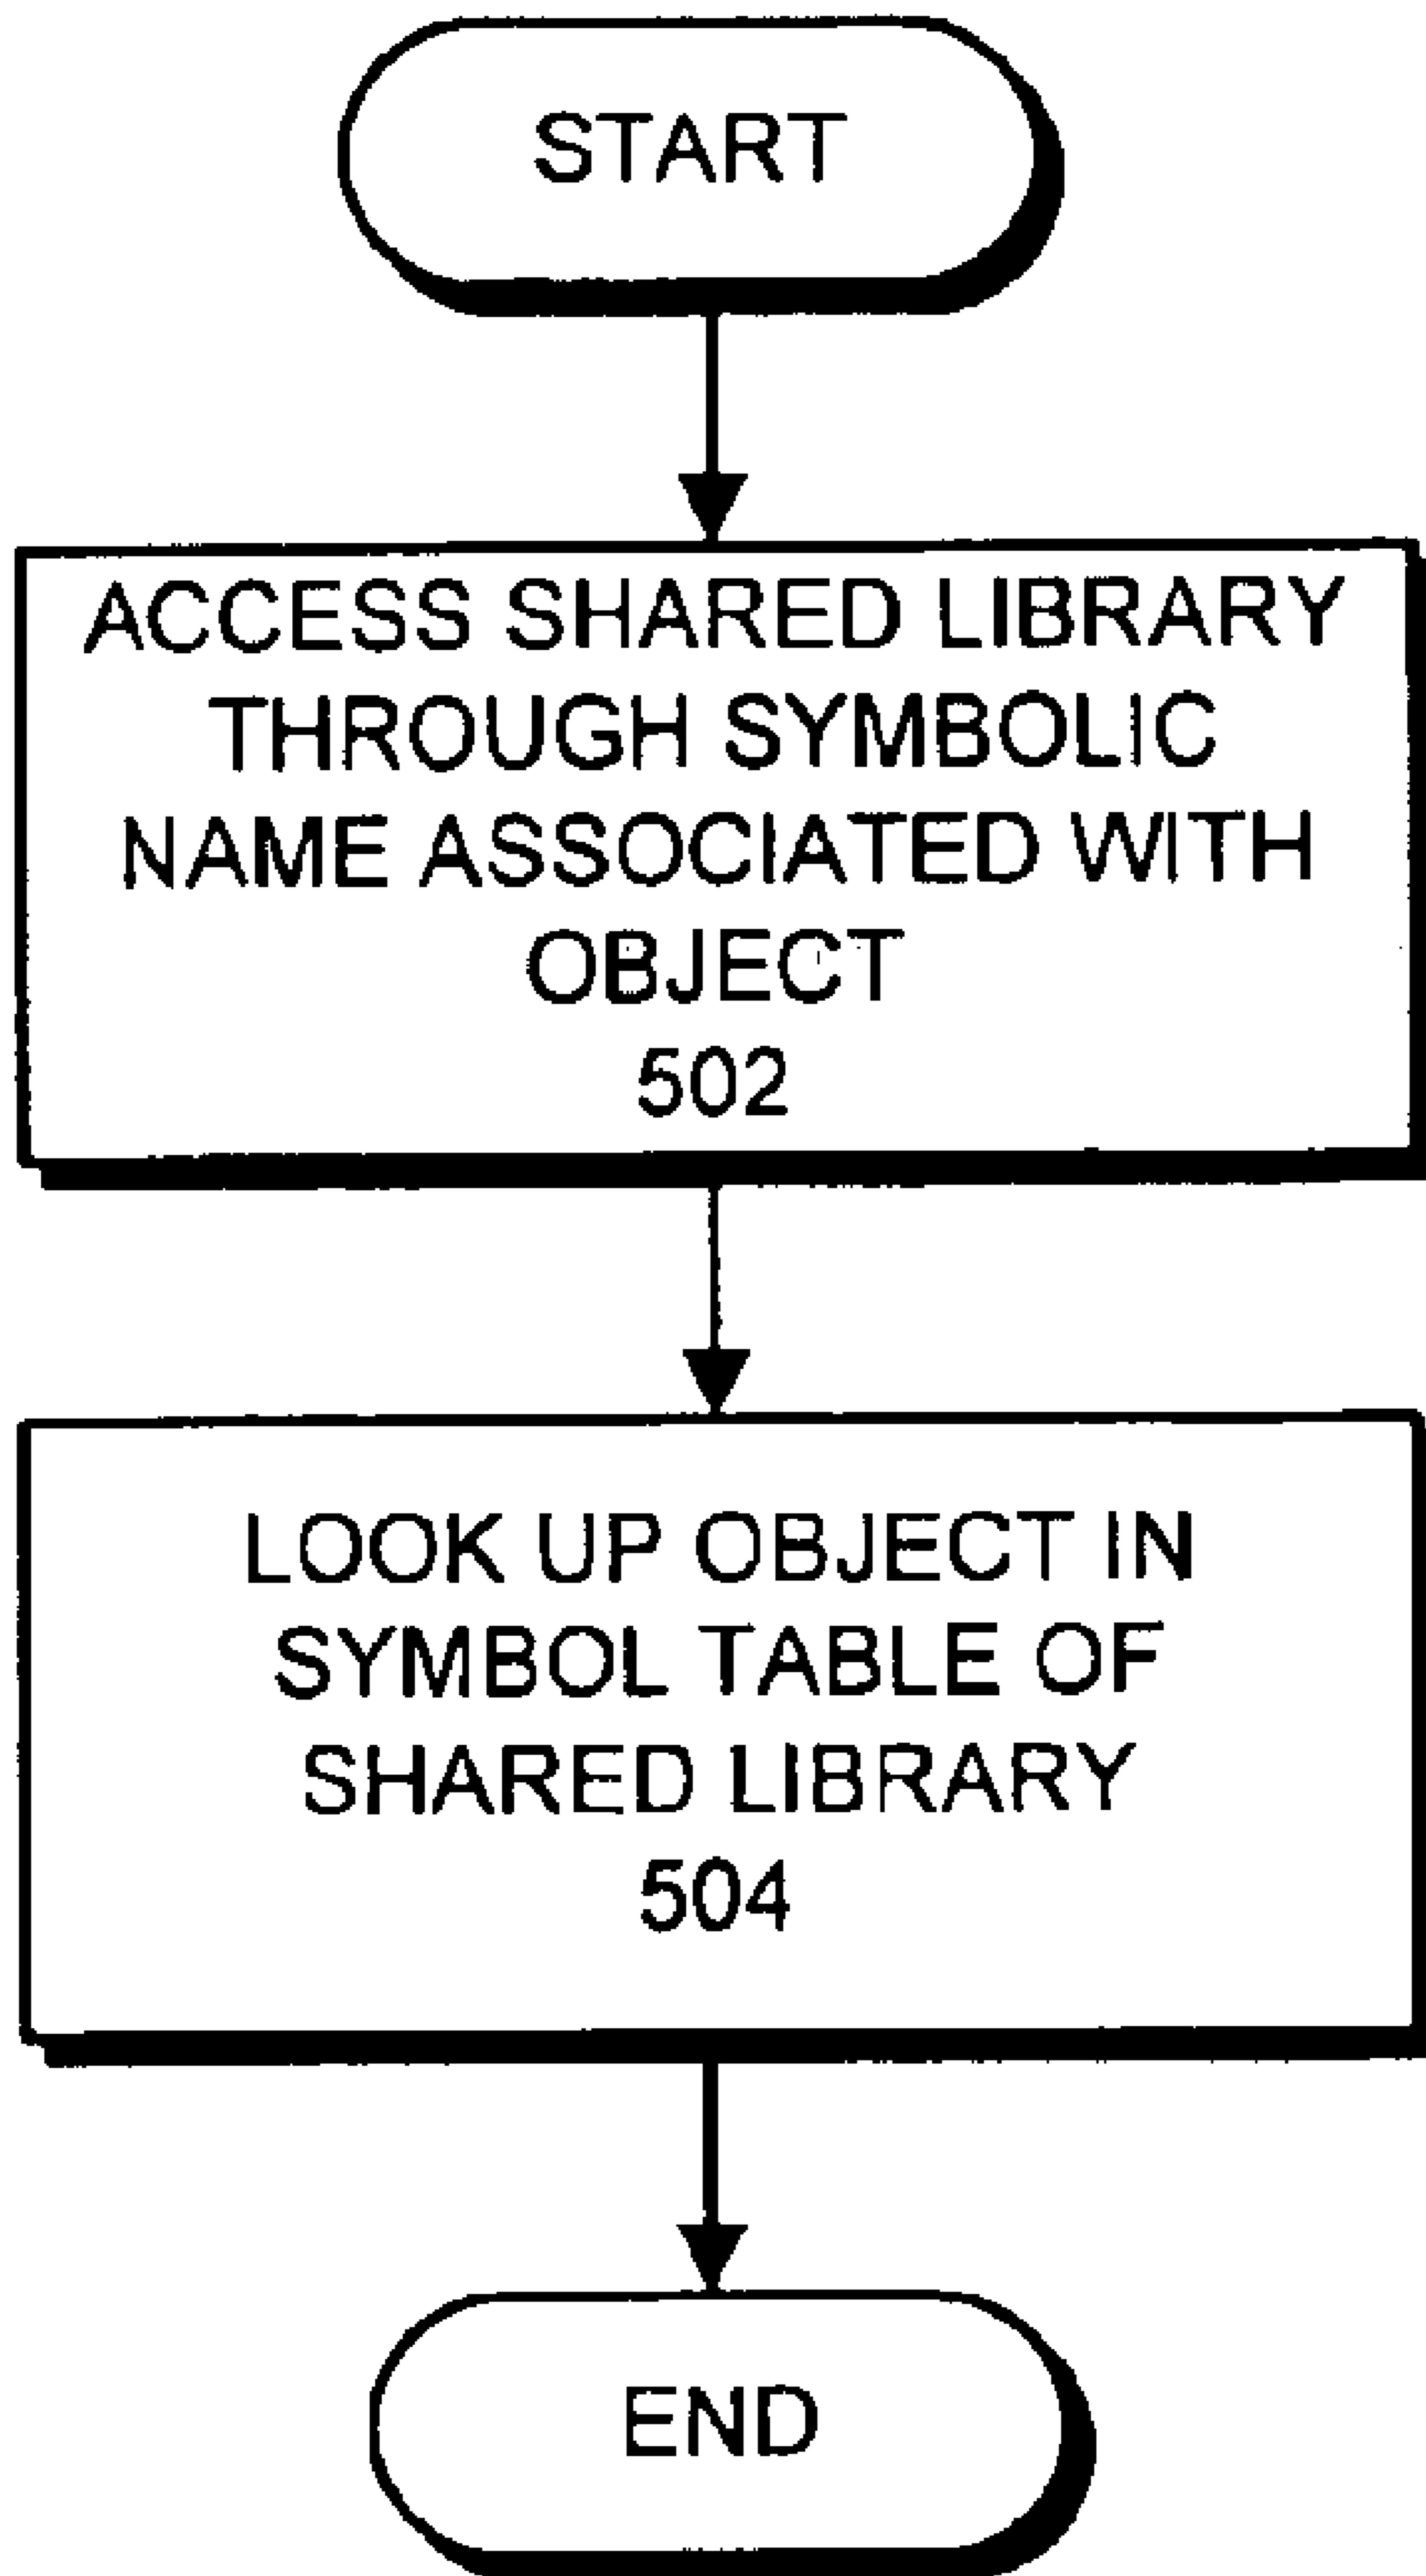 START
ACCESS SHARED LIBRARY
THROUGH SYMBOLIC
NAME ASSOCIATED WITH
OBJECT
502
LOOK UP OBJECT IN
SYMBOL TABLE OF
SHARED LIBRARY
504
END